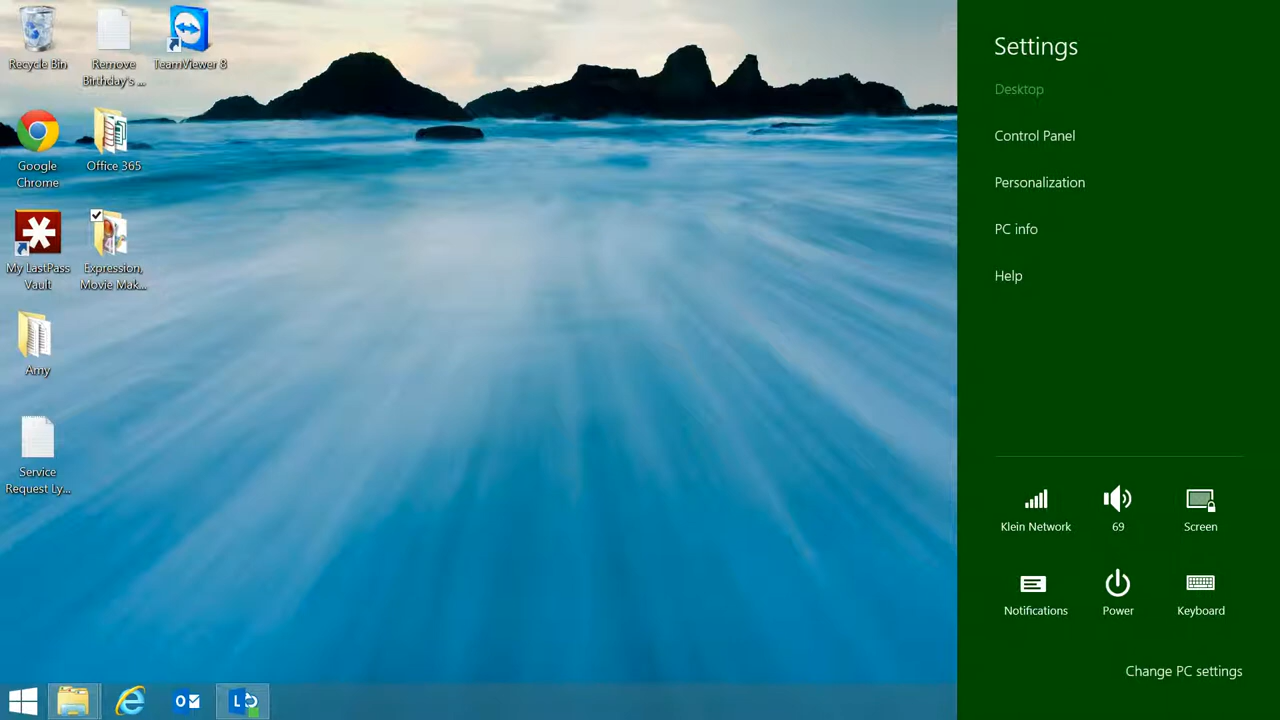 Recycle Bin
Remove
Birthday's ...
TeamViewer 8
Google
Chrome
Office 365
My LastPass
Vault
Expression,
Movie Mak...
Amy
Service
Request Ly...
Settings
Desktop
Control Panel
Personalization
PC info
Help
Klein Network
69
Screen
Notifications
Power
Keyboard
Change PC settings